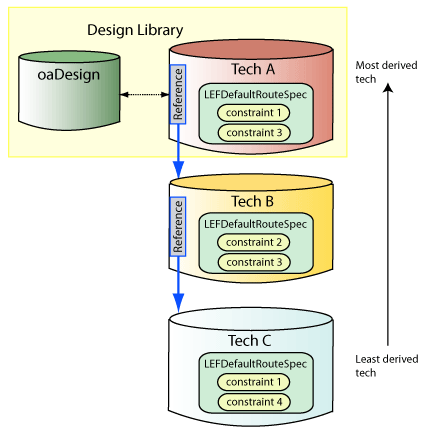 Design Library
oaDesign
Tech A
Reference
LEFDefaultRouteSpec
constraint 1
constraint 3
Most derived
tech
Tech B
Reference
LEFDefaultRouteSpec
constraint 2
constraint 3
Tech C
LEFDefaultRouteSpec
constraint 1
constraint 4
Least derived
tech